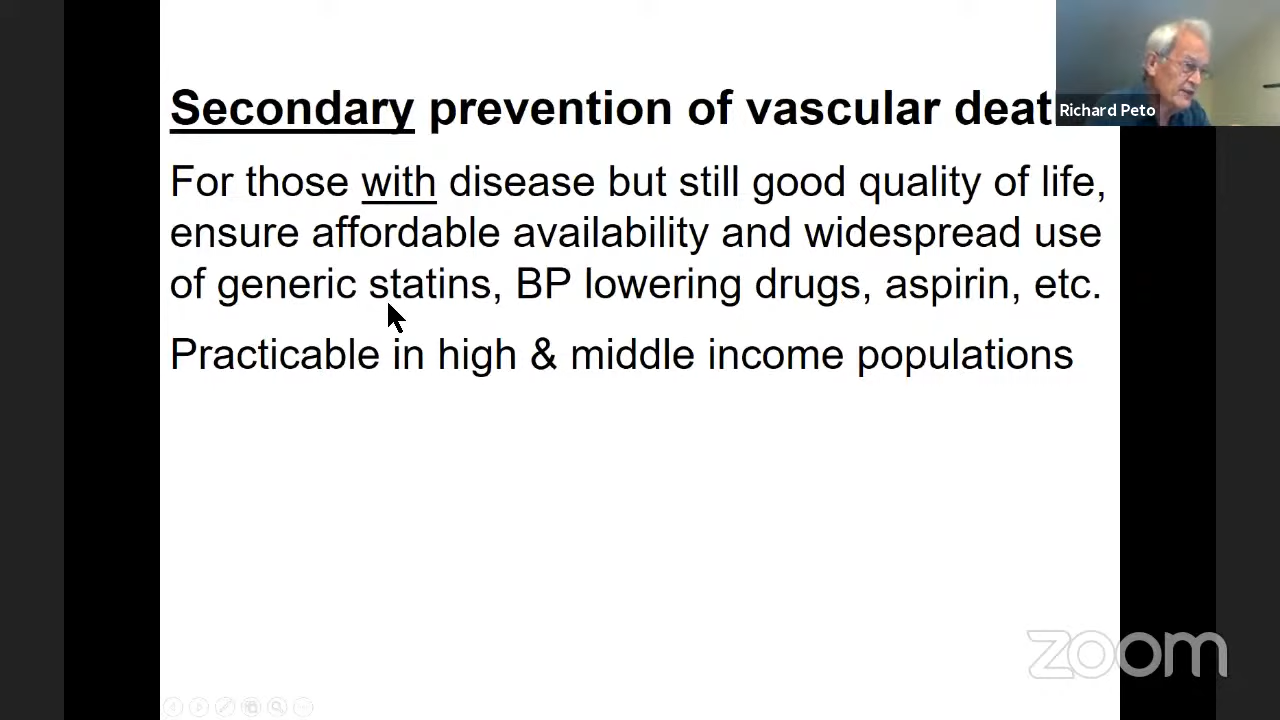 Secondary prevention of vascular deat
Richard Peto
For those with disease but still good quality of life,
ensure affordable availability and widespread use
of generic statins, BP lowering drugs, aspirin, etc.
Practicable in high & middle income populations
zoom